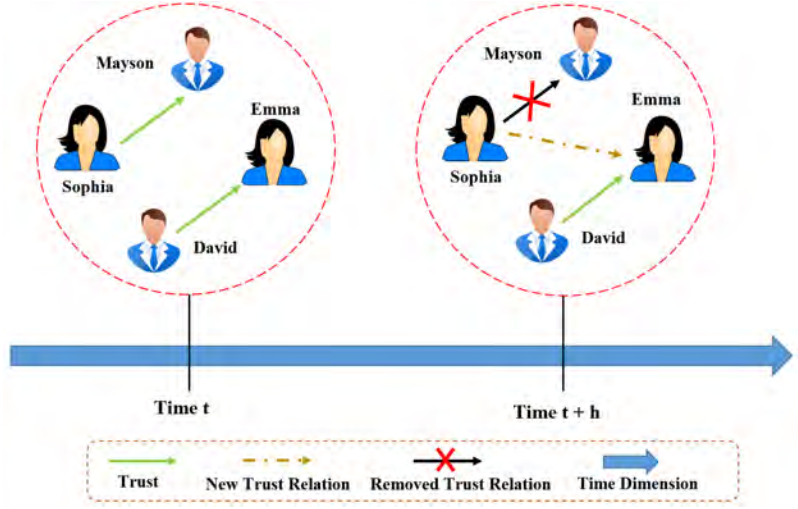 Mayson
Emma
Sophia
David
Mayson
Emma
Sophia
David
Time t
Time t + h
Trust
New Trust Relation
Removed Trust Relation
Time Dimension